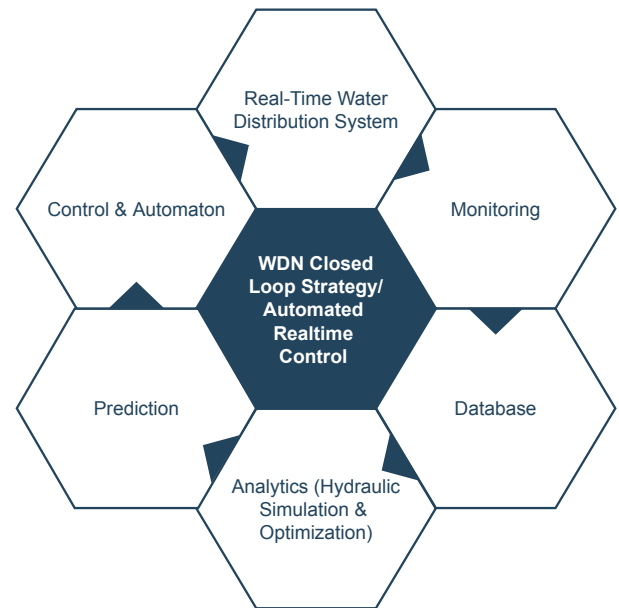 Real-Time Water
Distribution System
Control & Automaton
Monitoring
WDN Closed
Loop Strategy/
Automated
Realtime
Control
Prediction
Database
Analytics (Hydraulic
Simulation &
Optimization)